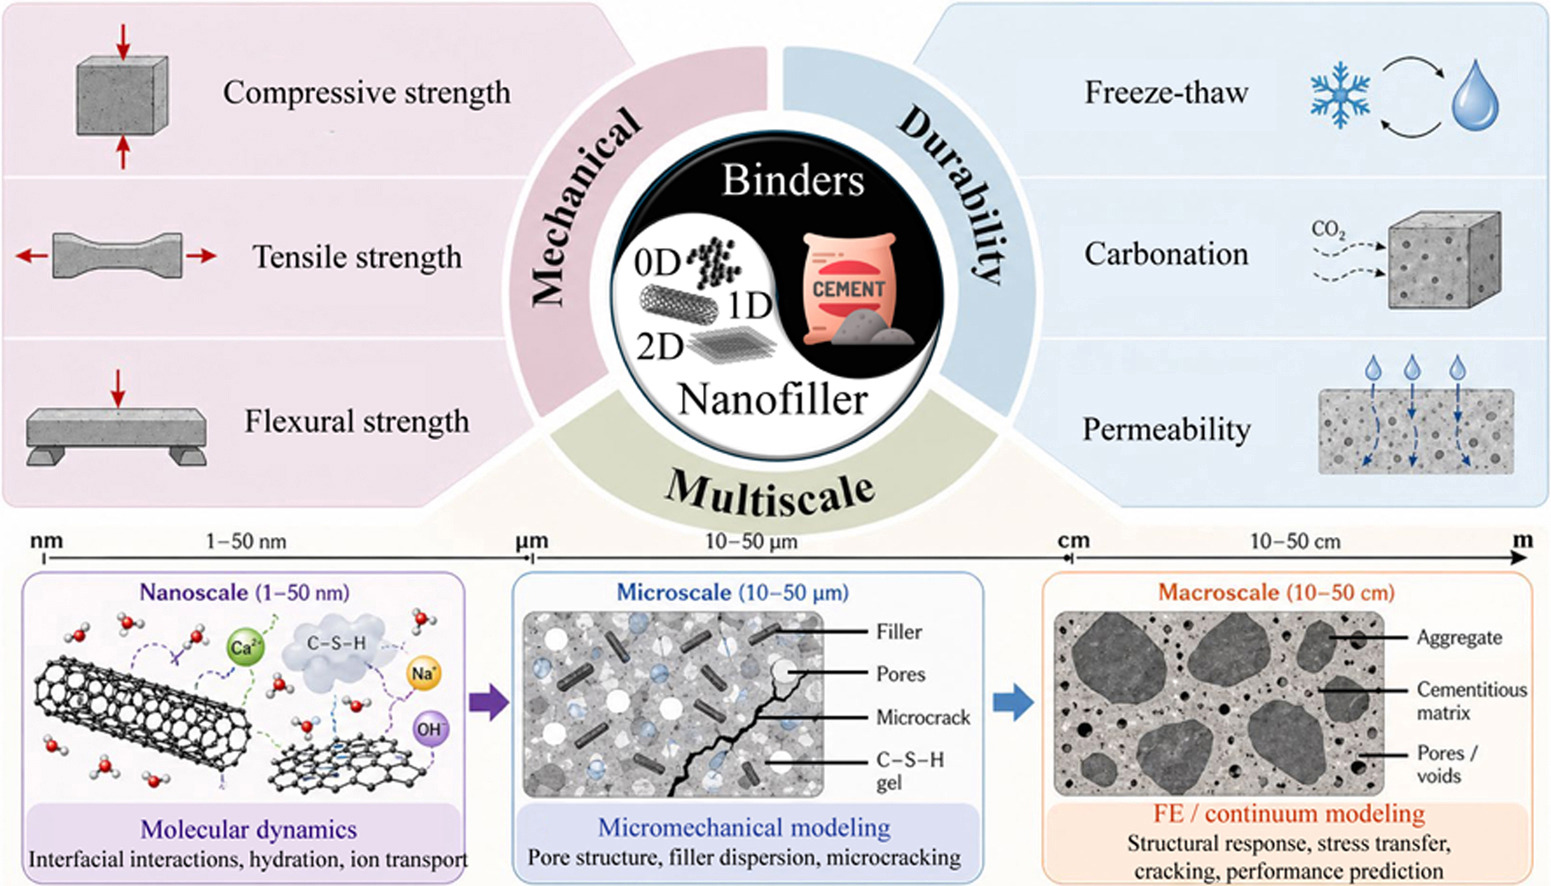 Compressive strength
Tensile strength
Flexural strength
Mechanical
Durability
Multiscale
Binders
0D
1D
2D
CEMENT
Nanofiller
Freeze-thaw
Carbonation
CO₂
Permeability
nm
1–50 nm
μm
10–50 μm
cm
10–50 cm
m
Nanoscale (1–50 nm)
Ca²⁺
C–S–H
Na⁺
OH⁻
Molecular dynamics
Interfacial interactions, hydration, ion transport
Microscale (10–50 μm)
Filler
Pores
Microcrack
C–S–H
gel
Micromechanical modeling
Pore structure, filler dispersion, microcracking
Macroscale (10–50 cm)
Aggregate
Cementitious
matrix
Pores /
voids
FE / continuum modeling
Structural response, stress transfer,
cracking, performance prediction